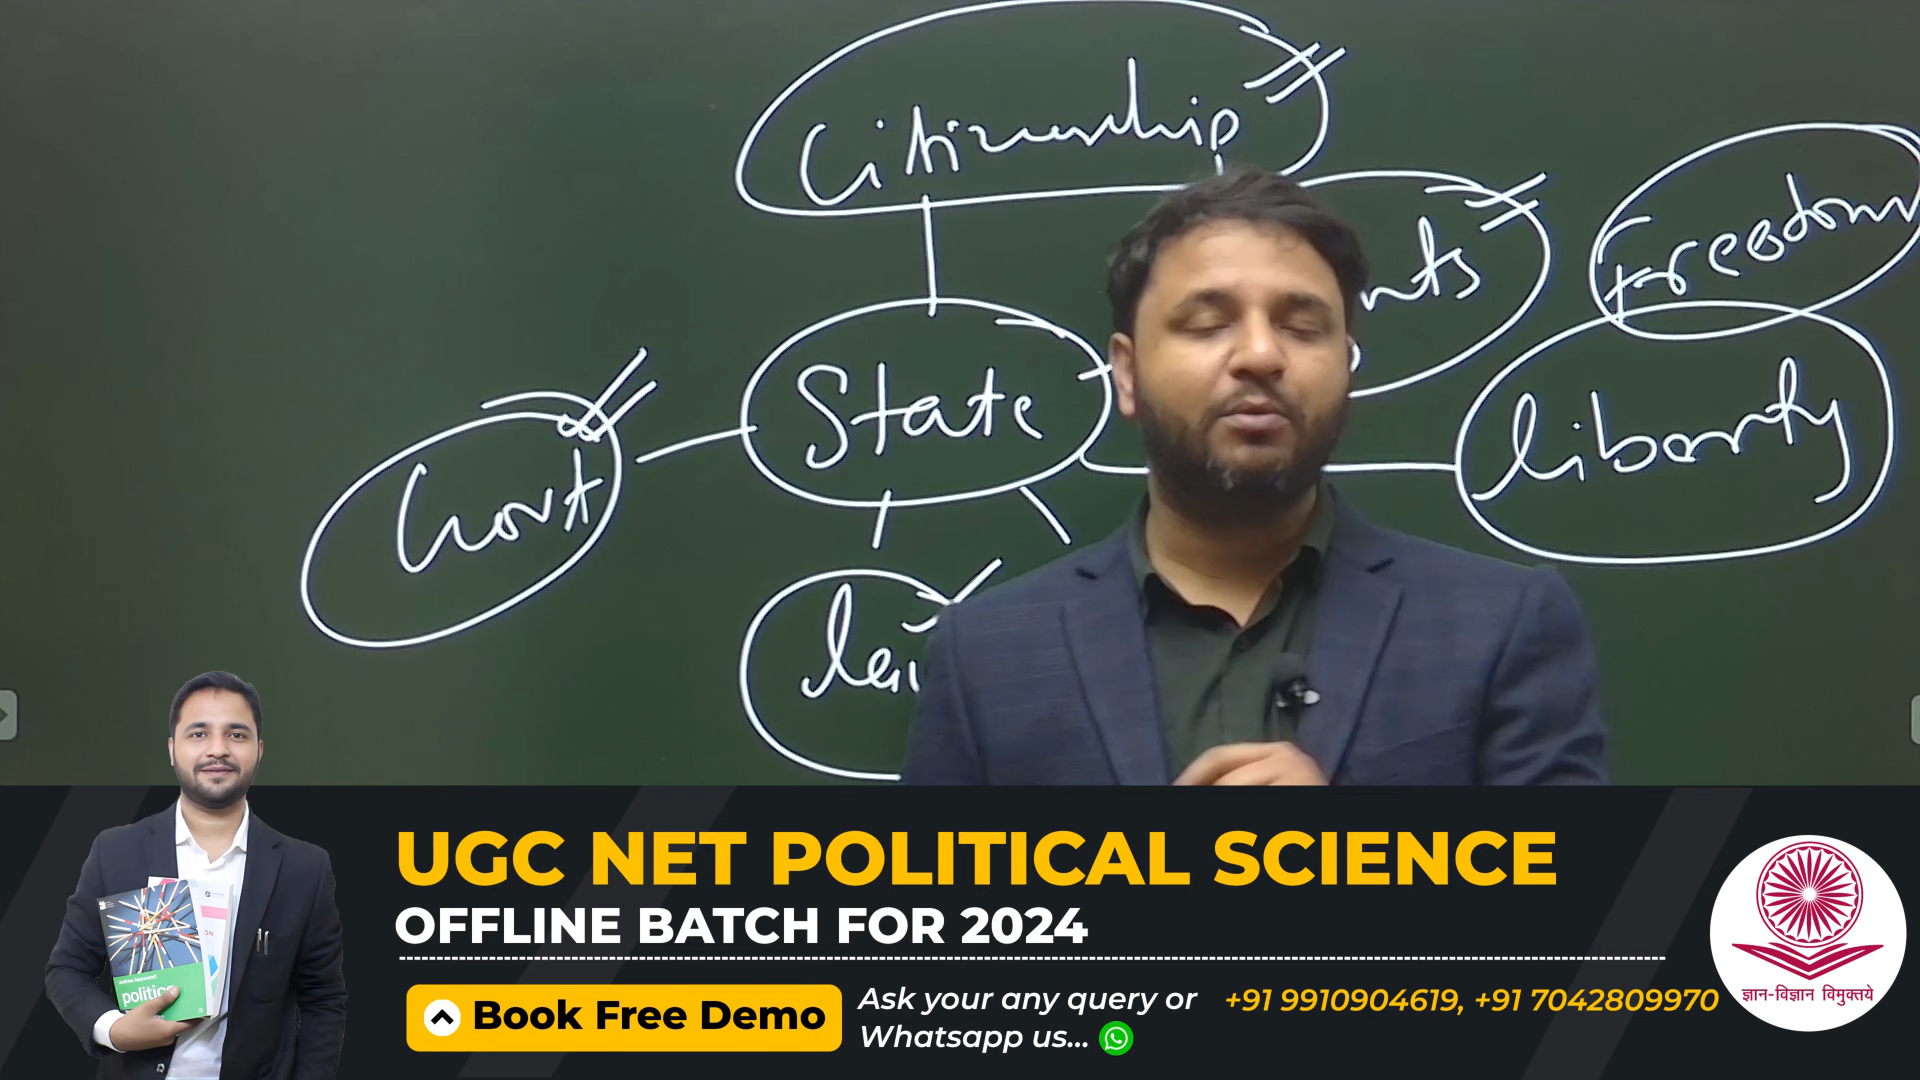 Citizenship
Freedom
State
liberty
Govt
UGC NET POLITICAL SCIENCE
OFFLINE BATCH FOR 2024
politics
Book Free Demo
Ask your any query or
Whatsapp us...
+91 9910904619, +91 7042809970
ज्ञान-विज्ञान विमुक्तये